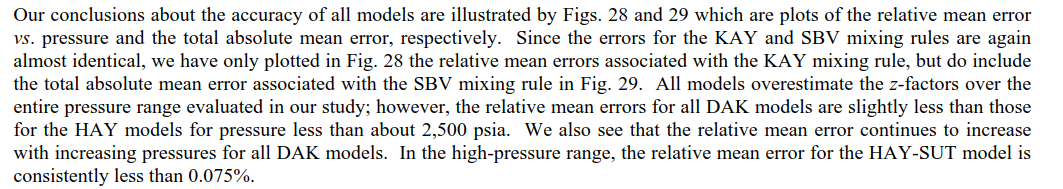 Our conclusions about the accuracy of all models are illustrated by Figs. 28 and 29 which are plots of the relative mean error
vs. pressure and the total absolute mean error, respectively. Since the errors for the KAY and SBV mixing rules are again
almost identical, we have only plotted in Fig. 28 the relative mean errors associated with the KAY mixing rule, but do include
the total absolute mean error associated with the SBV mixing rule in Fig. 29. All models overestimate the z-factors over the
entire pressure range evaluated in our study; however, the relative mean errors for all DAK models are slightly less than those
for the HAY models for pressure less than about 2,500 psia. We also see that the relative mean error continues to increase
with increasing pressures for all DAK models. In the high-pressure range, the relative mean error for the HAY-SUT model is
consistently less than 0.075%.